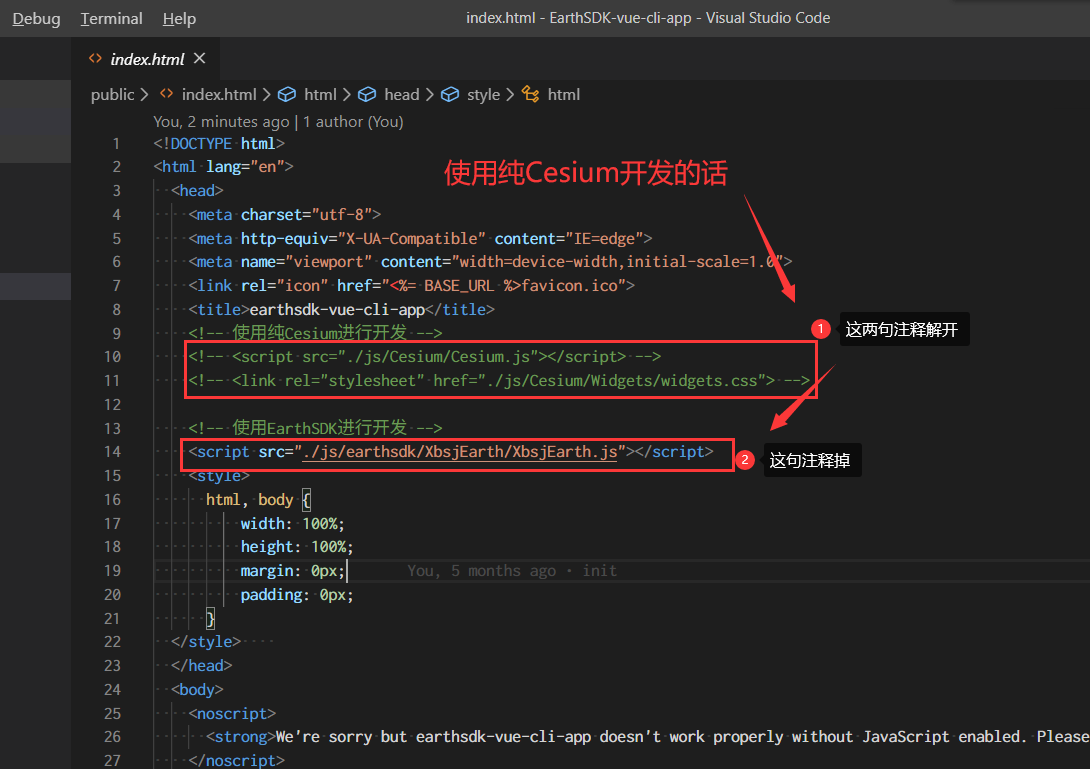 Debug Terminal Help index.html - EarthSDK-vue-cli-app - Visual Studio Code
index.html
public > index.html > html > head > style > html
You, 2 minutes ago | 1 author (You)
1 <!DOCTYPE html>
2 <html lang="en">
使用纯Cesium开发的话
3 <head>
4 <meta charset="utf-8">
5 <meta http-equiv="X-UA-Compatible" content="IE=edge">
6 <meta name="viewport" content="width=device-width,initial-scale=1.0">
7 <link rel="icon" href="<%= BASE_URL %>favicon.ico">
8 <title>earthsdk-vue-cli-app</title>
9 <!-- 使用纯Cesium进行开发 -->
1 这两句注释解开
10 <!-- <script src="./js/Cesium/Cesium.js"></script> -->
11 <!-- <link rel="stylesheet" href="./js/Cesium/Widgets/widgets.css"> -->
12
13 <!-- 使用EarthSDK进行开发 -->
14 <script src="./js/earthsdk/XbsjEarth/XbsjEarth.js"></script>
2 这句注释掉
15 <style>
16 html, body {
17 width: 100%;
18 height: 100%;
19 margin: 0px; You, 5 months ago • init
20 padding: 0px;
21 }
22 </style>
23 </head>
24 <body>
25 <noscript>
26 <strong>We're sorry but earthsdk-vue-cli-app doesn't work properly without JavaScript enabled. Please
27 </noscript>